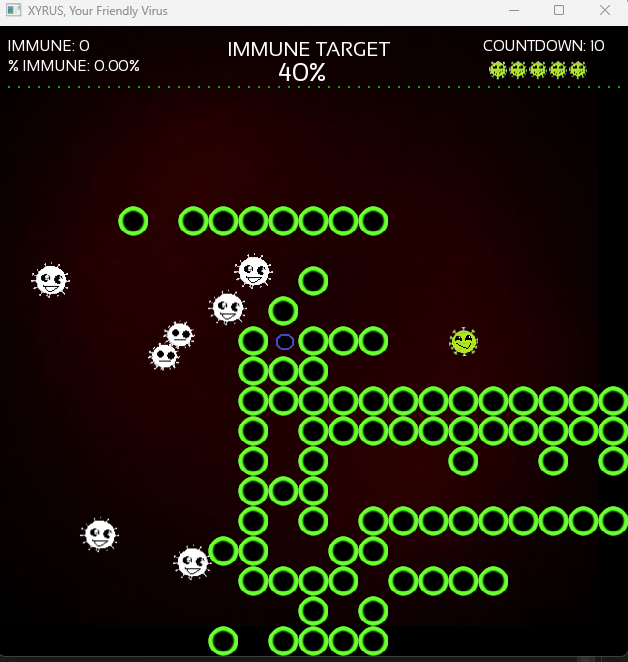 XYRUS, Your Friendly Virus
IMMUNE: 0
% IMMUNE: 0.00%
IMMUNE TARGET
40%
COUNTDOWN: 10